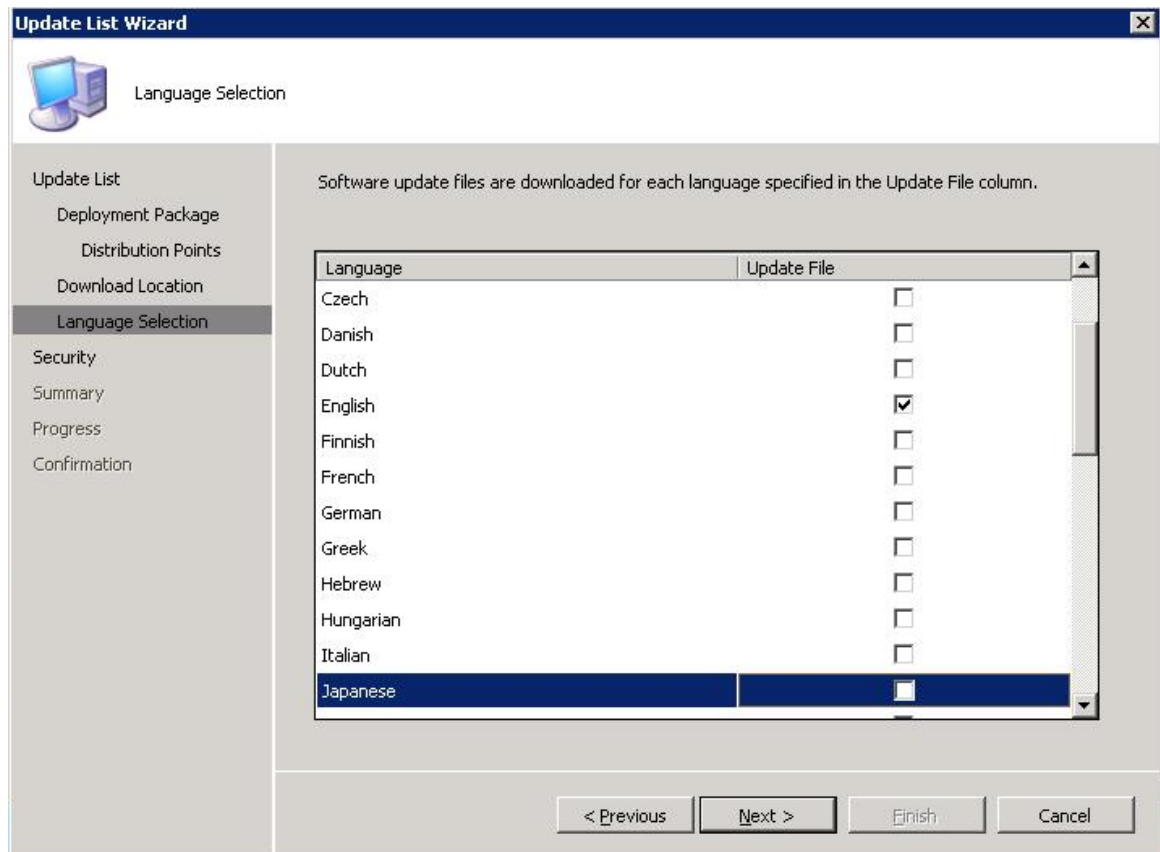 Update List Wizard
Language Selection
Update List
Deployment Package
Distribution Points
Download Location
Language Selection
Security
Summary
Progress
Confirmation
Software update files are downloaded for each language specified in the Update File column.
Language Update File
Czech
Danish
Dutch
English
Finnish
French
German
Greek
Hebrew
Hungarian
Italian
Japanese
< Previous Next > Finish Cancel